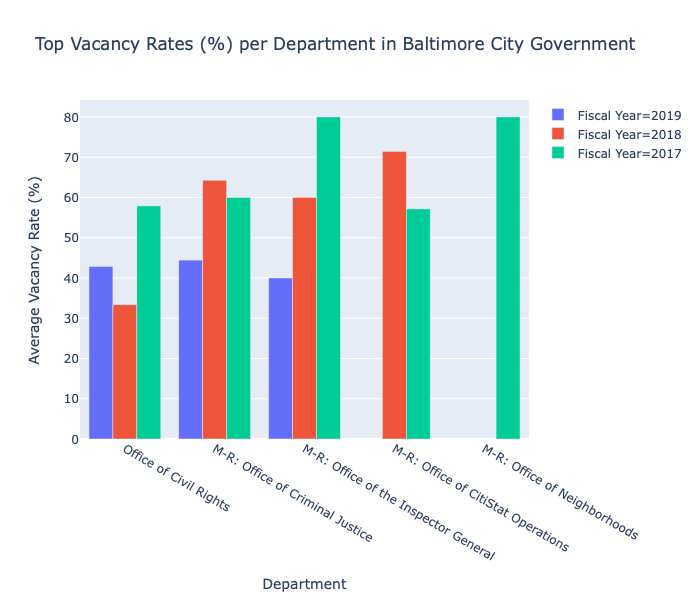 Top Vacancy Rates (%) per Department in Baltimore City Government
Fiscal Year=2019
Fiscal Year=2018
Fiscal Year=2017
Average Vacancy Rate (%)
80
70
60
50
40
30
20
10
0
Office of Civil Rights
M-R: Office of Criminal Justice
M-R: Office of the Inspector General
M-R: Office of CitiStat Operations
M-R: Office of Neighborhoods
Department